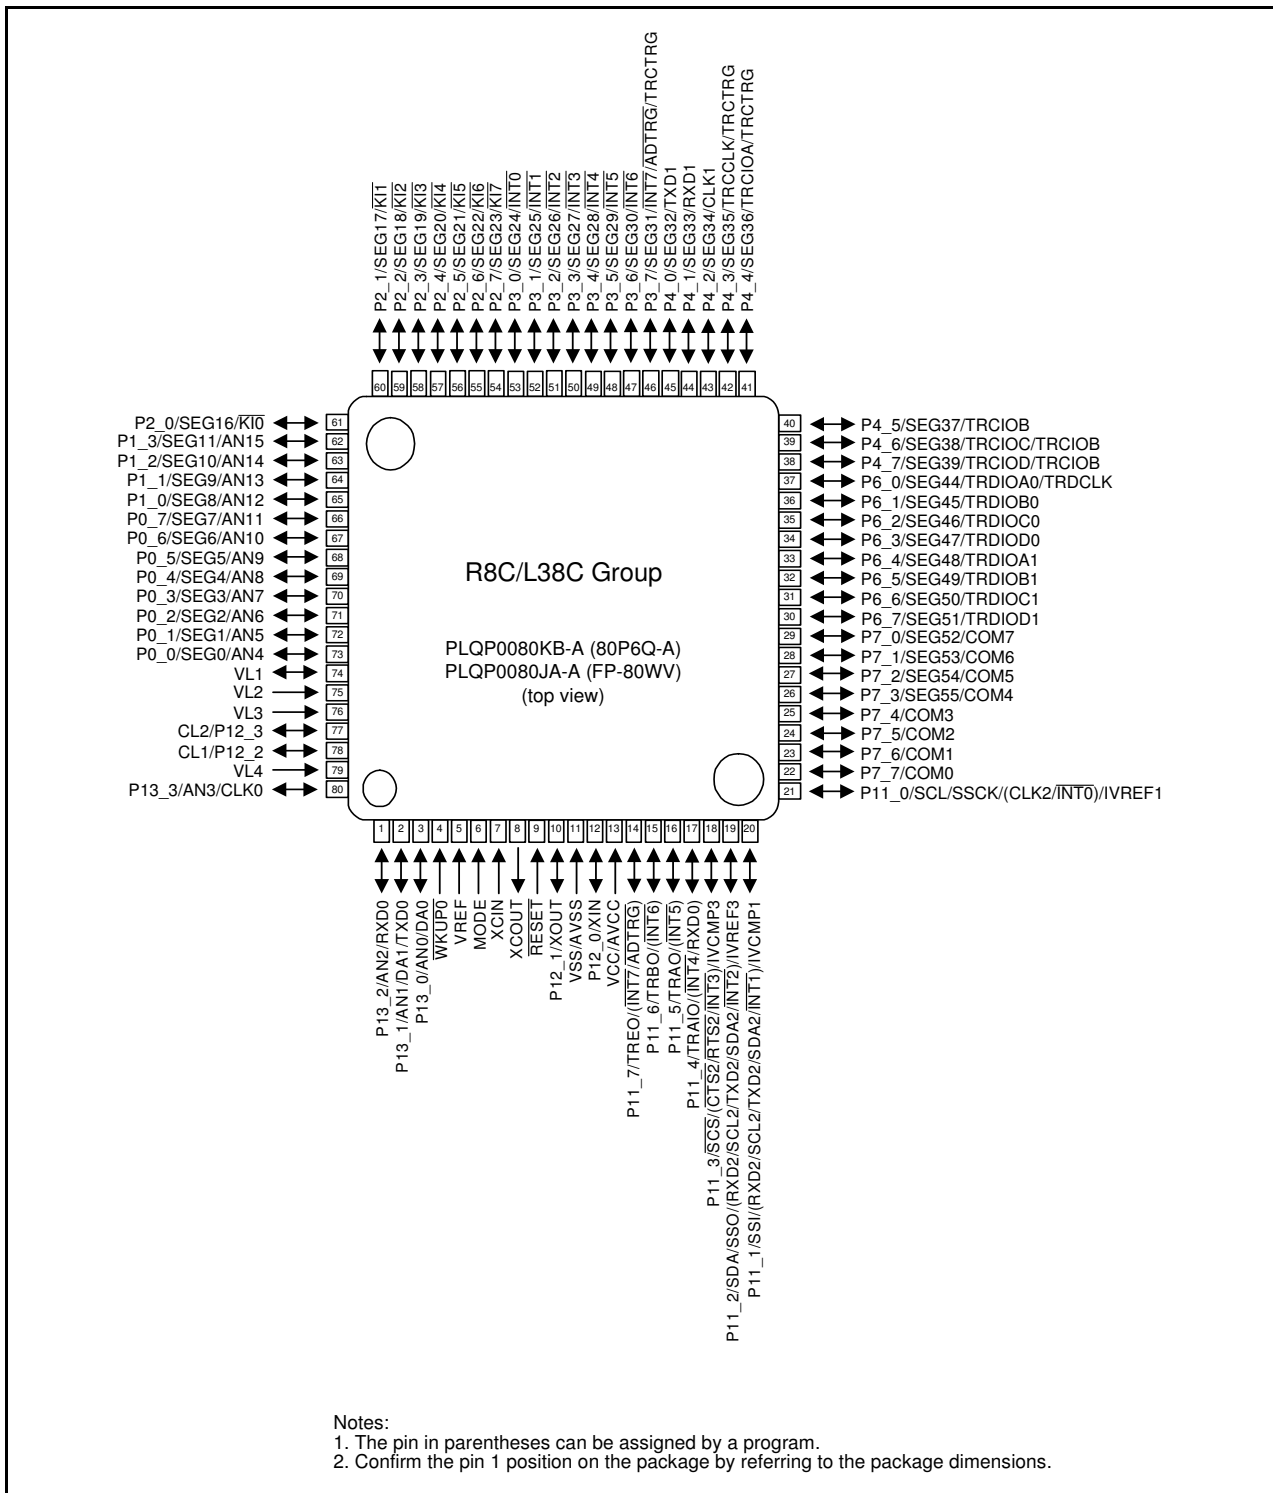 P2_1/SEG17/KI1
P2_2/SEG18/KI2
P2_3/SEG19/KI3
P2_4/SEG20/KI4
P2_5/SEG21/KI5
P2_6/SEG22/KI6
P2_7/SEG23/KI7
P3_0/SEG24/INT0
P3_1/SEG25/INT1
P3_2/SEG26/INT2
P3_3/SEG27/INT3
P3_4/SEG28/INT4
P3_5/SEG29/INT5
P3_6/SEG30/INT6
P3_7/SEG31/INT7/ADTRG/TRCTRG
P4_0/SEG32/TXD1
P4_1/SEG33/RXD1
P4_2/SEG34/CLK1
P4_3/SEG35/TRCCLK/TRCTRG
P4_4/SEG36/TRCIOA/TRCTRG
60 59 58 57 56 55 54 53 52 51 50 49 48 47 46 45 44 43 42 41
P2_0/SEG16/KI0 61
P1_3/SEG11/AN15 62
P1_2/SEG10/AN14 63
P1_1/SEG9/AN13 64
P1_0/SEG8/AN12 65
P0_7/SEG7/AN11 66
P0_6/SEG6/AN10 67
P0_5/SEG5/AN9 68
P0_4/SEG4/AN8 69
P0_3/SEG3/AN7 70
P0_2/SEG2/AN6 71
P0_1/SEG1/AN5 72
P0_0/SEG0/AN4 73
VL1 74
VL2 75
VL3 76
CL2/P12_3 77
CL1/P12_2 78
VL4 79
P13_3/AN3/CLK0 80
R8C/L38C Group
PLQP0080KB-A (80P6Q-A)
PLQP0080JA-A (FP-80WV)
(top view)
40 P4_5/SEG37/TRCIOB
39 P4_6/SEG38/TRCIOC/TRCIOB
38 P4_7/SEG39/TRCIOD/TRCIOB
37 P6_0/SEG44/TRDIOA0/TRDCLK
36 P6_1/SEG45/TRDIOB0
35 P6_2/SEG46/TRDIOC0
34 P6_3/SEG47/TRDIOD0
33 P6_4/SEG48/TRDIOA1
32 P6_5/SEG49/TRDIOB1
31 P6_6/SEG50/TRDIOC1
30 P6_7/SEG51/TRDIOD1
29 P7_0/SEG52/COM7
28 P7_1/SEG53/COM6
27 P7_2/SEG54/COM5
26 P7_3/SEG55/COM4
25 P7_4/COM3
24 P7_5/COM2
23 P7_6/COM1
22 P7_7/COM0
21 P11_0/SCL/SSCK/(CLK2/INT0)/IVREF1
1 2 3 4 5 6 7 8 9 10 11 12 13 14 15 16 17 18 19 20
P13_2/AN2/RXD0
P13_1/AN1/DA1/TXD0
P13_0/AN0/DA0
WKUP0
VREF
MODE
XCIN
XCOUT
RESET
P12_1/XOUT
VSS/AVSS
P12_0/XIN
VCC/AVCC
P11_7/TREO/(INT7/ADTRG)
P11_6/TRBO/(INT6)
P11_5/TRAO/(INT5)
P11_4/TRAIO/(INT4/RXD0)
P11_3/SCS/(CTS2/RTS2/INT3)/IVCMP3
P11_2/SDA/SSO/(RXD2/SCL2/TXD2/SDA2/INT2)/IVREF3
P11_1/SSI/(RXD2/SCL2/TXD2/SDA2/INT1)/IVCMP1
Notes:
1. The pin in parentheses can be assigned by a program.
2. Confirm the pin 1 position on the package by referring to the package dimensions.